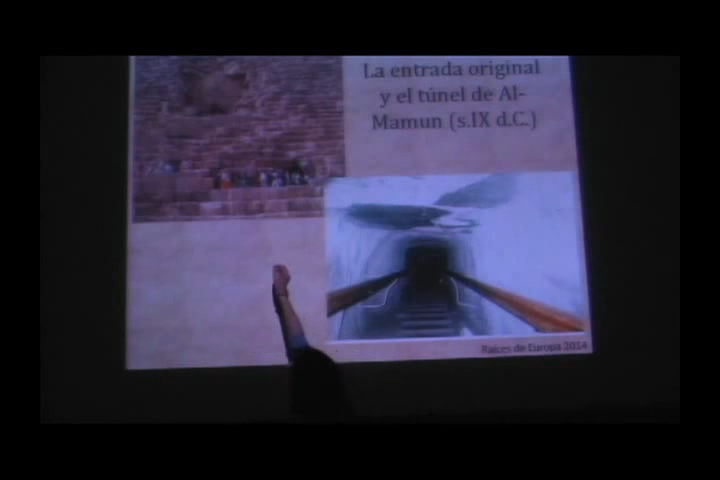 La entrada original
y el túnel de Al-
Mamun (s.IX d.C.)
Raíces de Europa 2014